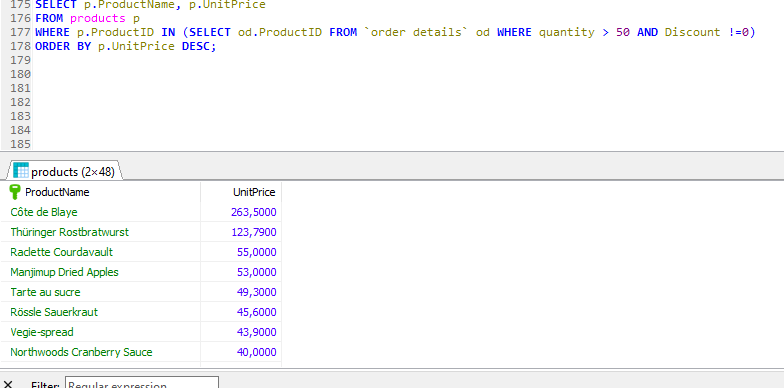 175 SELECT p.ProductName, p.UnitPrice
176 FROM products p
177 WHERE p.ProductID IN (SELECT od.ProductID FROM `order details` od WHERE quantity > 50 AND Discount !=0)
178 ORDER BY p.UnitPrice DESC;
179
180
181
182
183
184
185
products (2×48)
ProductName UnitPrice
Côte de Blaye 263,5000
Thüringer Rostbratwurst 123,7900
Raclette Courdavault 55,0000
Manjimup Dried Apples 53,0000
Tarte au sucre 49,3000
Rössle Sauerkraut 45,6000
Vegie-spread 43,9000
Northwoods Cranberry Sauce 40,0000
Filter: Regular expression